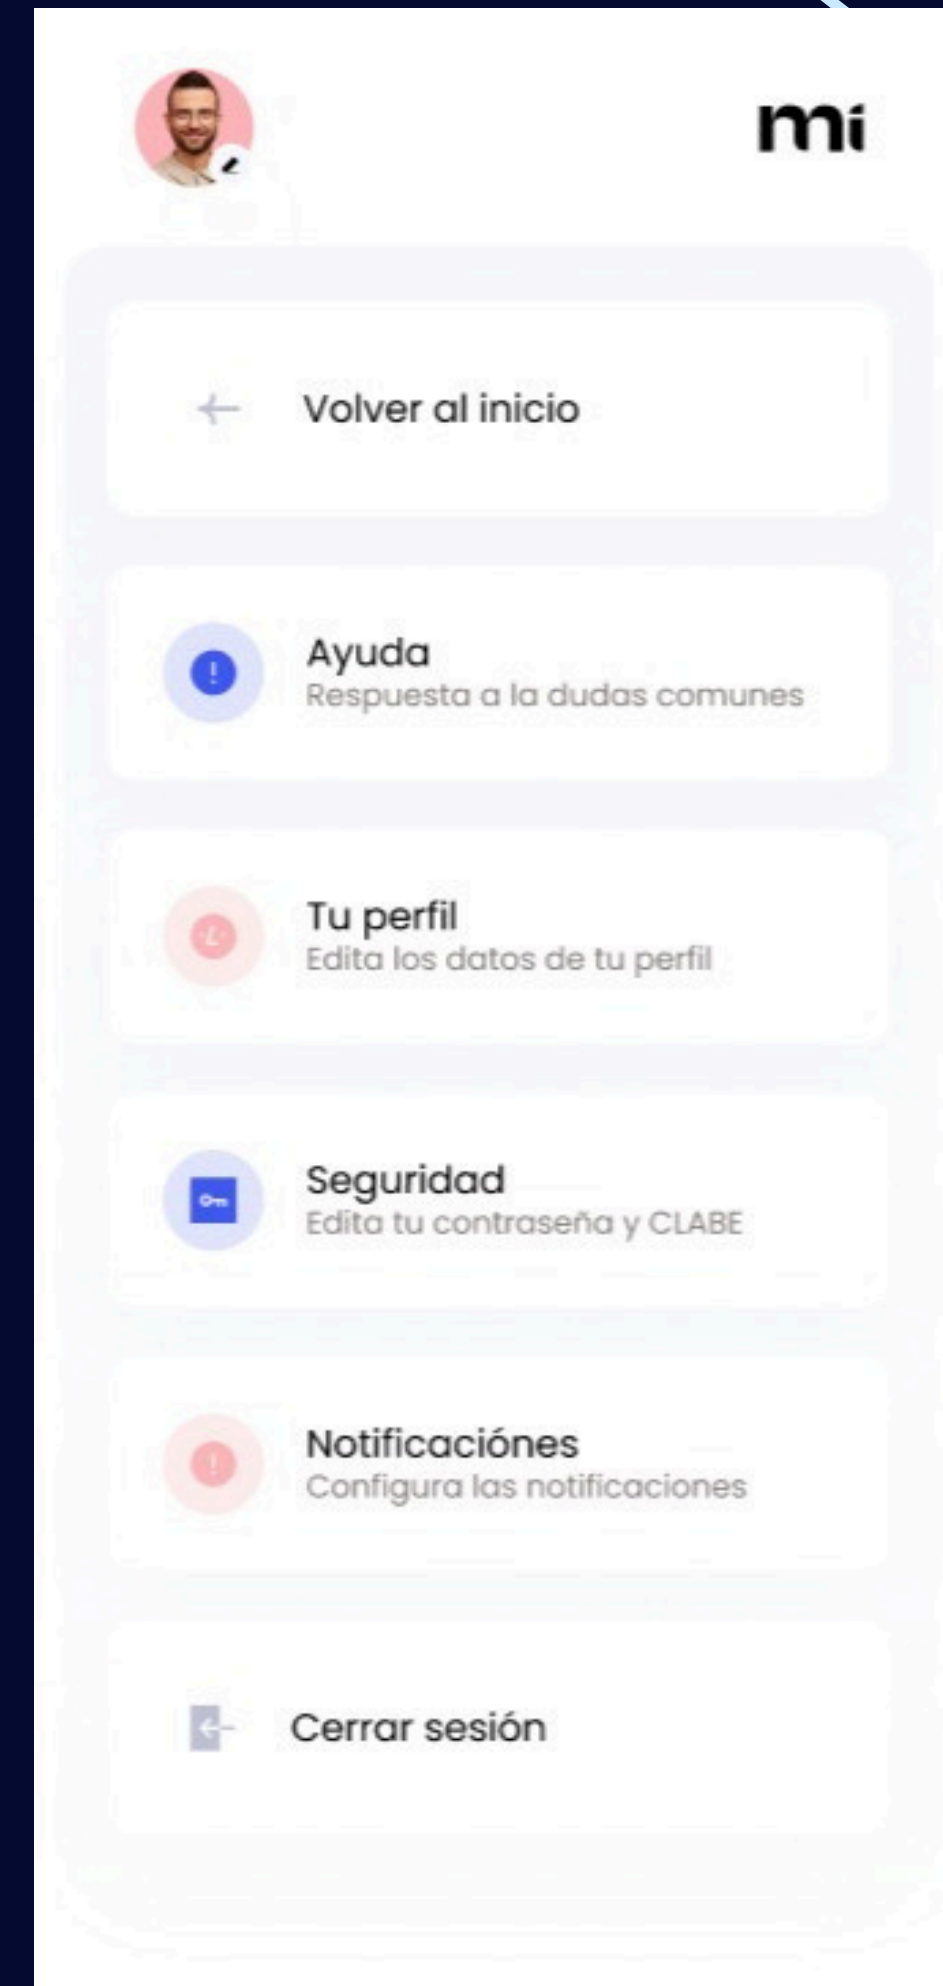 mi
Volver al inicio
Ayuda
Respuesta a la dudas comunes
Tu perfil
Edita los datos de tu perfil
Seguridad
Edita tu contraseña y CLABE
Notificaciónes
Configura las notificaciones
Cerrar sesión